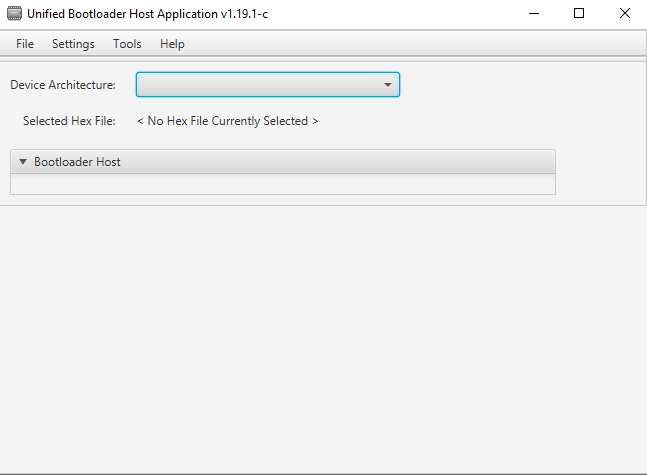 Unified Bootloader Host Application v1.19.1-c
File Settings Tools Help
Device Architecture:
Selected Hex File: < No Hex File Currently Selected >
Bootloader Host